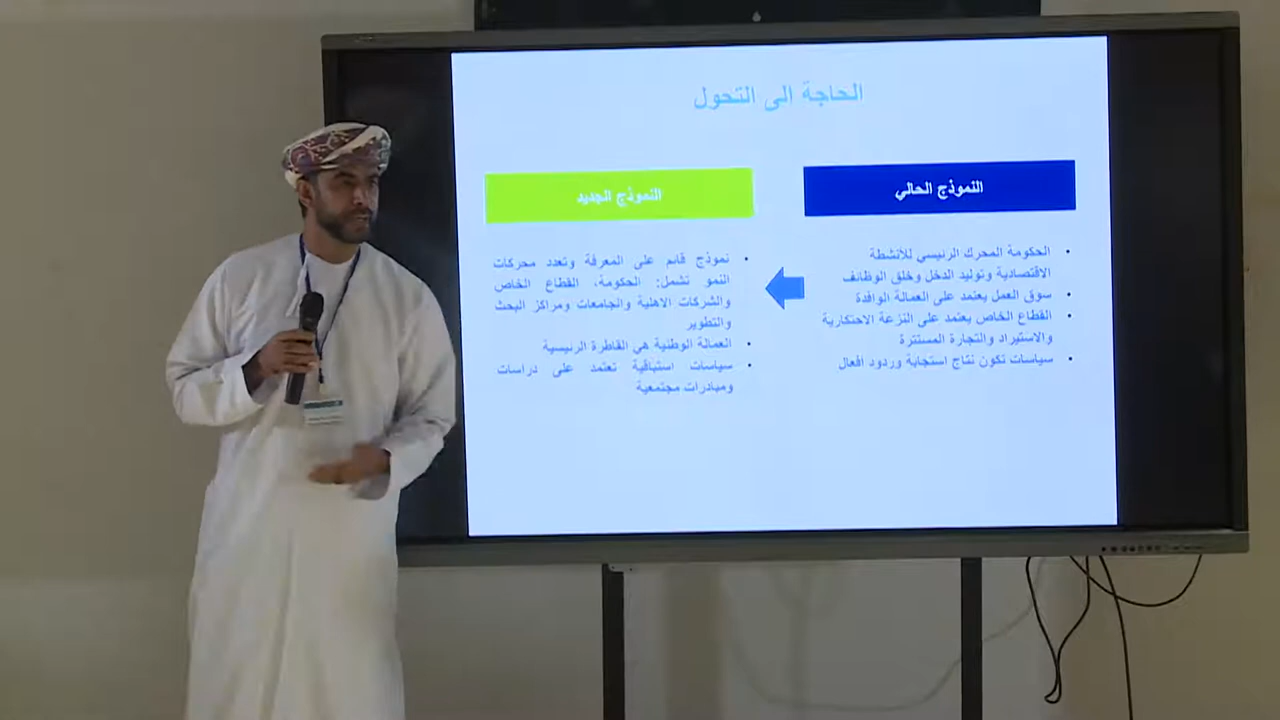 الحاجة الى التحول
النموذج الحالي
الحكومة المحرك الرئيسي للأنشطة
الاقتصادية وتوليد الدخل وخلق الوظائف
سوق العمل يعتمد على العمالة الوافدة
القطاع الخاص يعتمد على النزعة الاحتكارية
والاستيراد والتجارة المستترة
سياسات تكون نتاج استجابة وردود أفعال
النموذج الجديد
نموذج قائم على المعرفة وتعدد محركات
النمو تشمل: الحكومة، القطاع الخاص
والشركات الاهلية والجامعات ومراكز البحث
والتطوير
العمالة الوطنية هي القاطرة الرئيسية
سياسات استباقية تعتمد على دراسات
ومبادرات مجتمعية